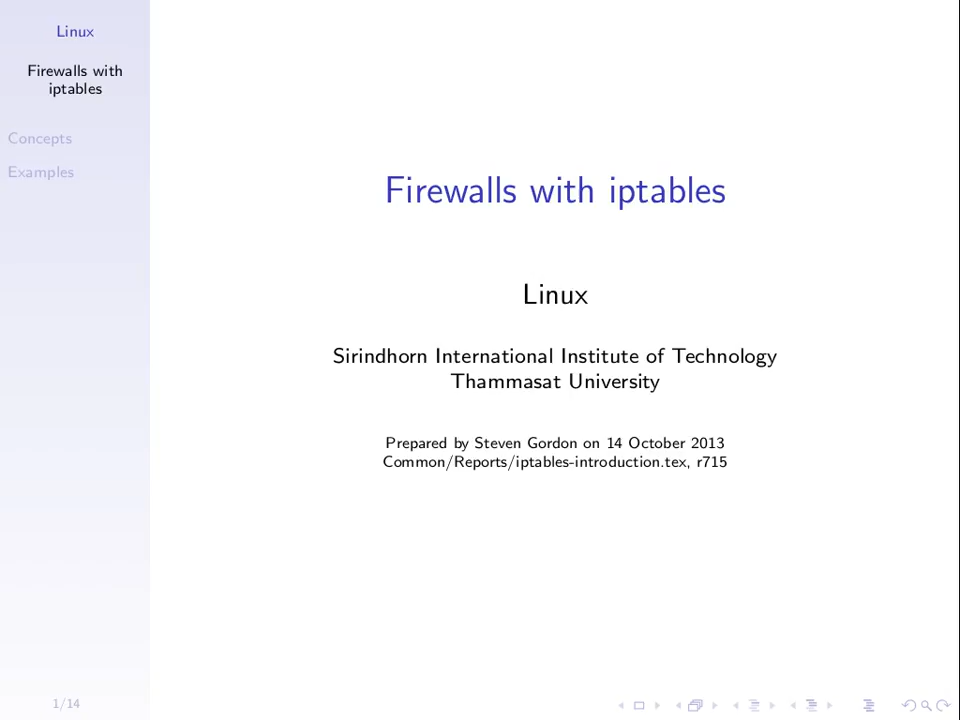 Linux
Firewalls with
iptables
Concepts
Examples
Firewalls with iptables
Linux
Sirindhorn International Institute of Technology
Thammasat University
Prepared by Steven Gordon on 14 October 2013
Common/Reports/iptables-introduction.tex, r715
1/14